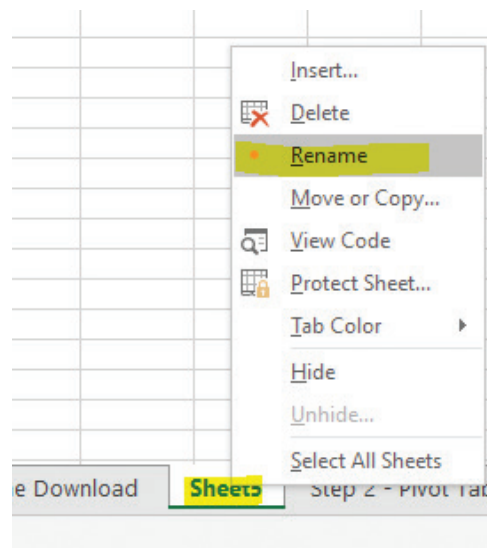 Insert...
Delete
Rename
Move or Copy...
View Code
Protect Sheet...
Tab Color
Hide
Unhide...
Select All Sheets
e Download Sheet5 Step 2 - Pivot Tab